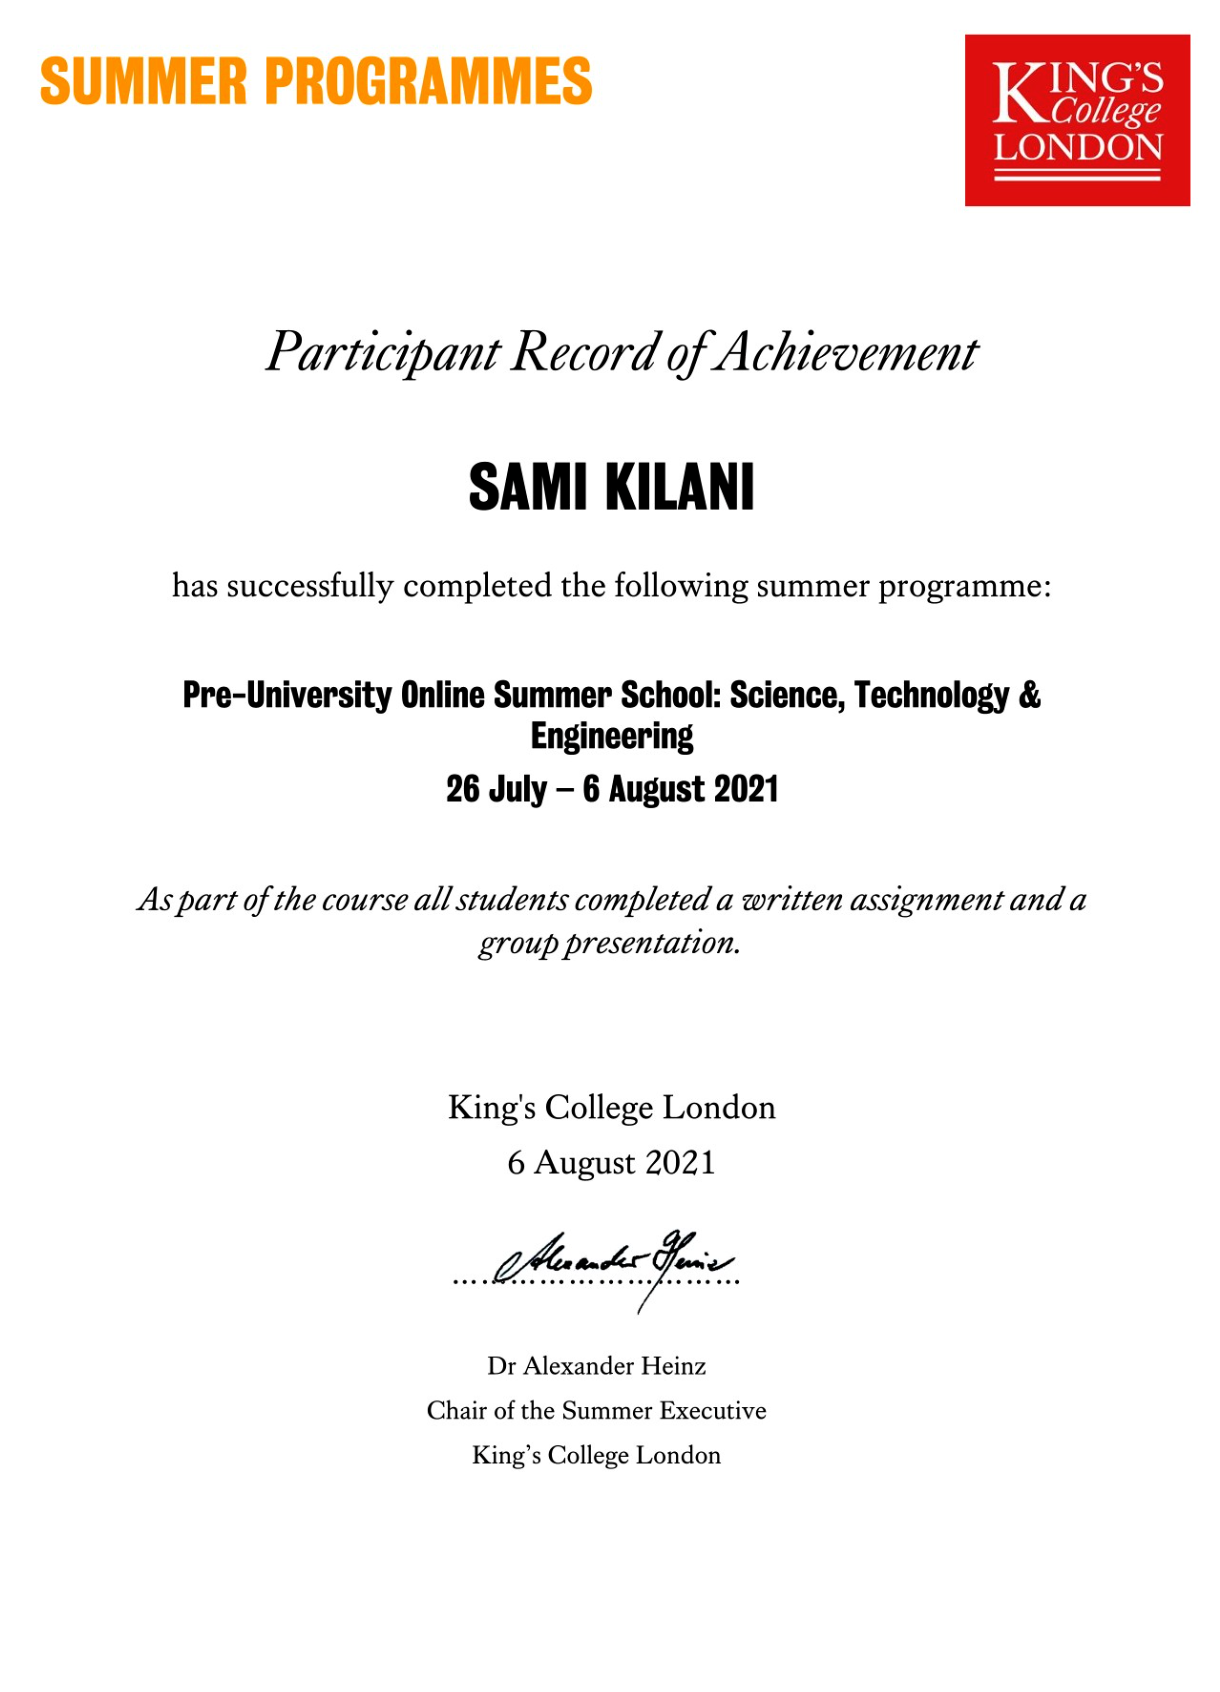 SUMMER PROGRAMMES
KING'S
College
LONDON
Participant Record of Achievement
SAMI KILANI
has successfully completed the following summer programme:
Pre-University Online Summer School: Science, Technology &
Engineering
26 July – 6 August 2021
As part of the course all students completed a written assignment and a
group presentation.
King's College London
6 August 2021
Alexander Heinz
Dr Alexander Heinz
Chair of the Summer Executive
King’s College London